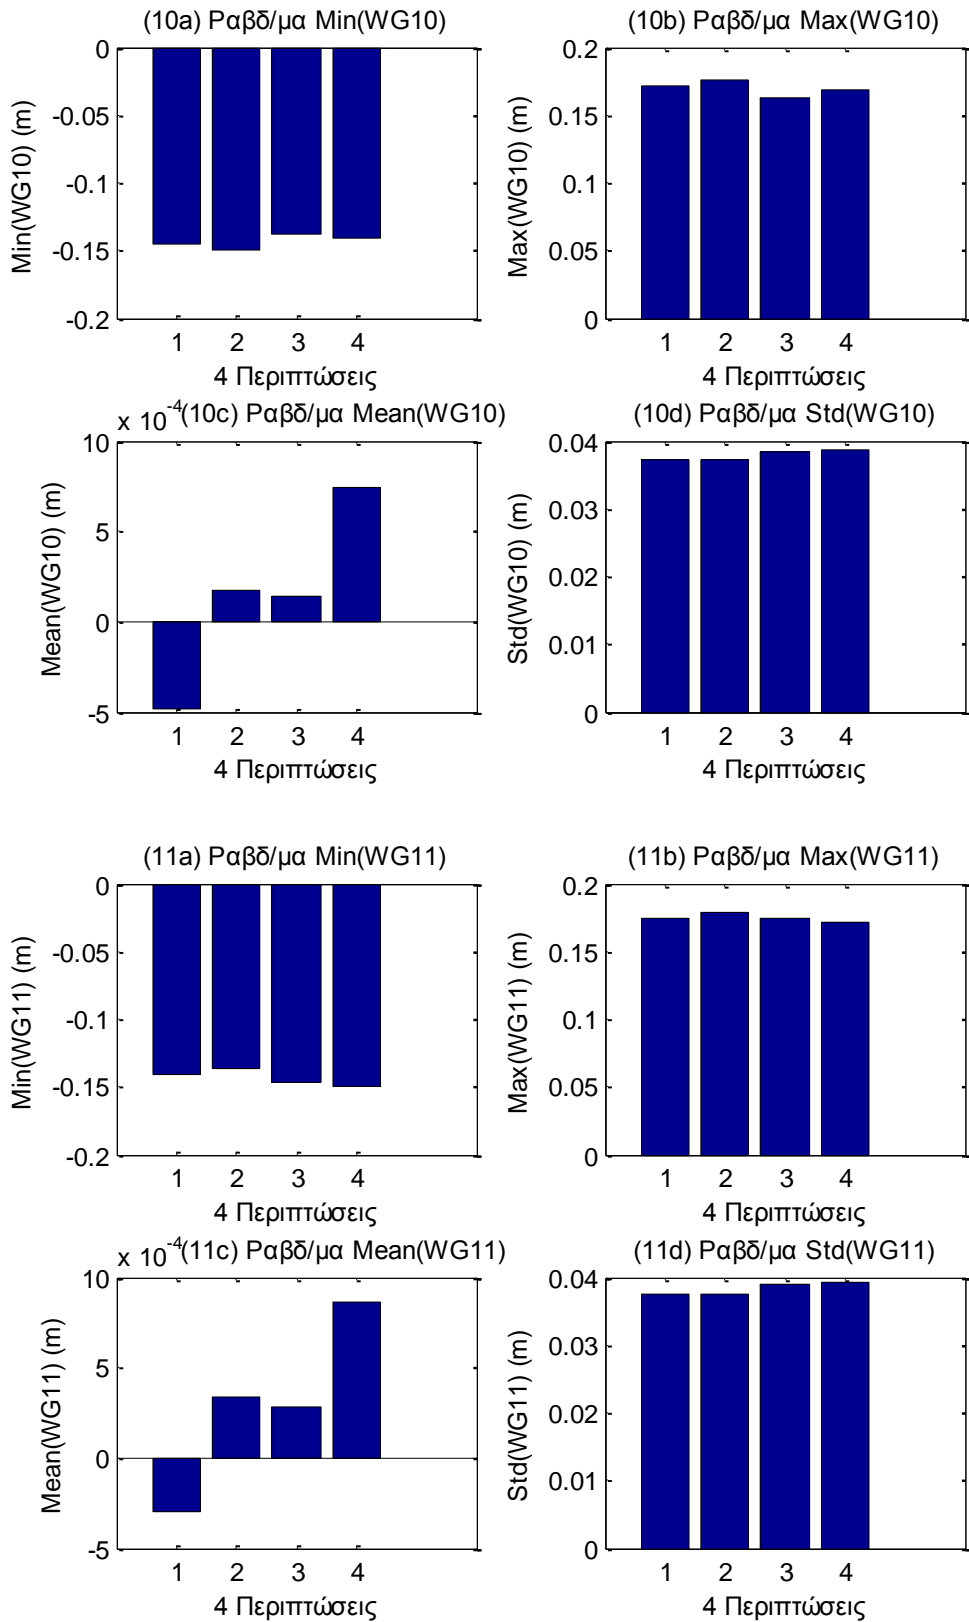 (10a) Ραβδ/μα Min(WG10)
Min(WG10) (m)
0
-0.05
-0.1
-0.15
-0.2
1 2 3 4
4 Περιπτώσεις
(10b) Ραβδ/μα Max(WG10)
Max(WG10) (m)
0.2
0.15
0.1
0.05
0
1 2 3 4
4 Περιπτώσεις
x 10^-4 (10c) Ραβδ/μα Mean(WG10)
Mean(WG10) (m)
10
5
0
-5
1 2 3 4
4 Περιπτώσεις
(10d) Ραβδ/μα Std(WG10)
Std(WG10) (m)
0.04
0.03
0.02
0.01
0
1 2 3 4
4 Περιπτώσεις
(11a) Ραβδ/μα Min(WG11)
Min(WG11) (m)
0
-0.05
-0.1
-0.15
-0.2
1 2 3 4
4 Περιπτώσεις
(11b) Ραβδ/μα Max(WG11)
Max(WG11) (m)
0.2
0.15
0.1
0.05
0
1 2 3 4
4 Περιπτώσεις
x 10^-4 (11c) Ραβδ/μα Mean(WG11)
Mean(WG11) (m)
10
5
0
-5
1 2 3 4
4 Περιπτώσεις
(11d) Ραβδ/μα Std(WG11)
Std(WG11) (m)
0.04
0.03
0.02
0.01
0
1 2 3 4
4 Περιπτώσεις